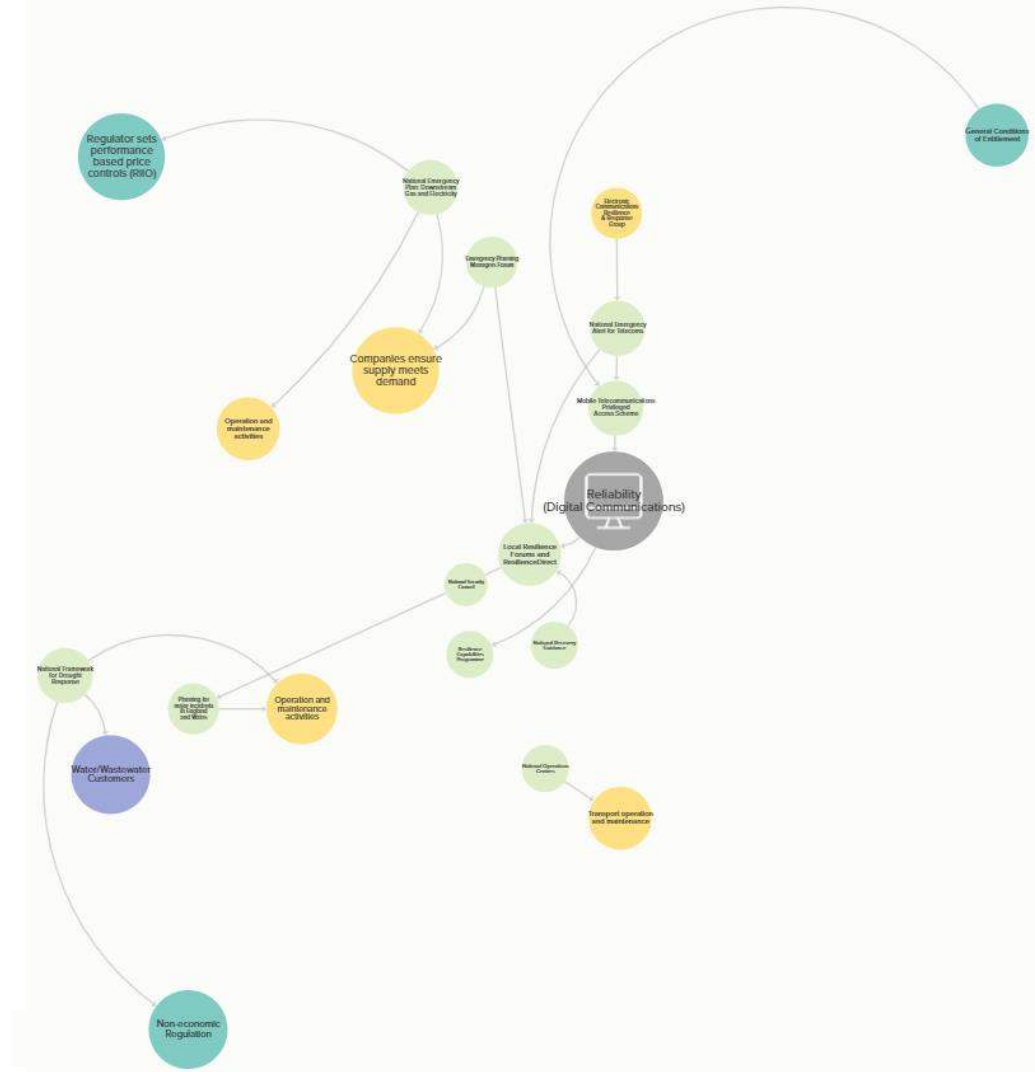 Regulator sets
performance
based price
controls (RIIO)
National Emergency
Plan: Downstream
Gas and Electricity
General Conditions
of Entitlement
Electronic
Communications
Resilience
& Response
Group
Emergency Planning
Managers Forum
National Emergency
Alert for Telecoms
Companies ensure
supply meets
demand
Mobile Telecommunications
Privileged
Access Scheme
Operation and
maintenance
activities
Reliability
(Digital Communications)
Local Resilience
Forums and
ResilienceDirect
National Security
Council
Resilience
Capabilities
Programme
National Recovery
Guidance
National Framework
for Drought
Response
Planning for
major incidents
in England
and Wales
Operation and
maintenance
activities
Water/Wastewater
Customers
National Operations
Centres
Transport operation
and maintenance
Non-economic
Regulation